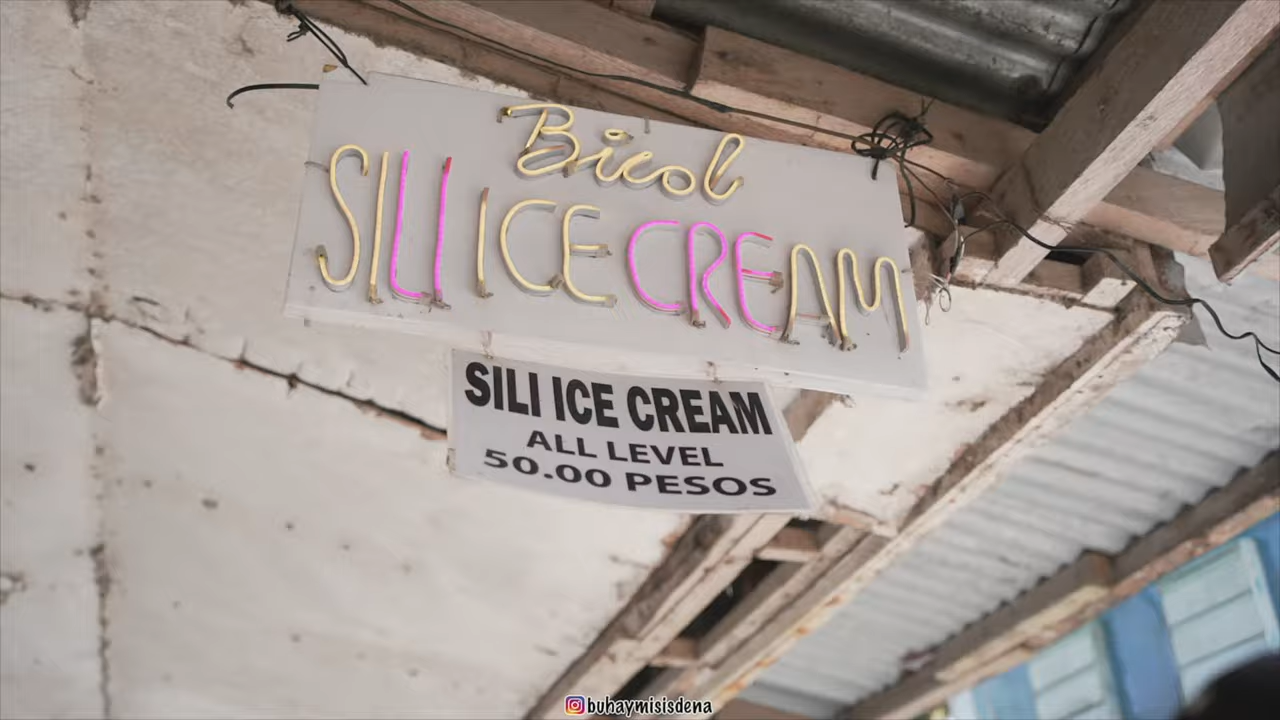 Bicol
SILI ICE CREAM
SILI ICE CREAM
ALL LEVEL
50.00 PESOS
buhaymisisdena